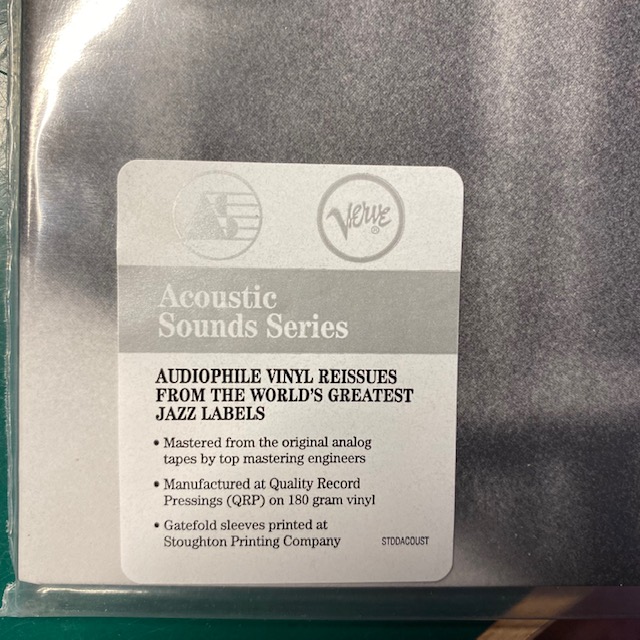 AS
Verve®
Acoustic
Sounds Series
AUDIOPHILE VINYL REISSUES
FROM THE WORLD'S GREATEST
JAZZ LABELS
• Mastered from the original analog
tapes by top mastering engineers
• Manufactured at Quality Record
Pressings (QRP) on 180 gram vinyl
• Gatefold sleeves printed at
Stoughton Printing Company
STDDACOUST